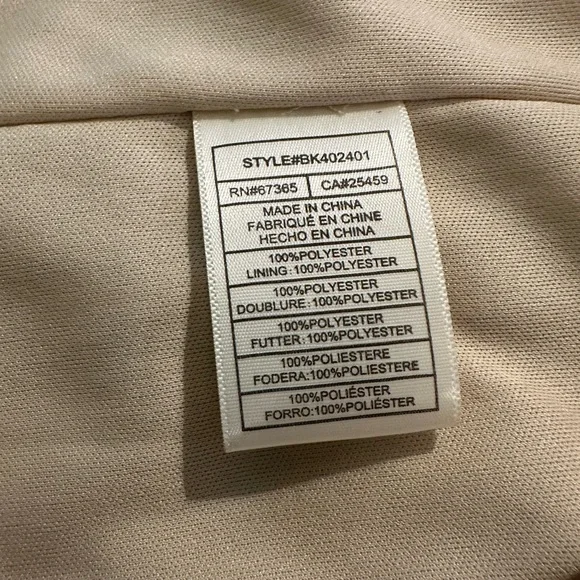 STYLE#BK402401
RN#67365 CA#25459
MADE IN CHINA
FABRIQUÉ EN CHINE
HECHO EN CHINA
100%POLYESTER
LINING:100%POLYESTER
100%POLYESTER
DOUBLURE:100%POLYESTER
100%POLYESTER
FUTTER:100%POLYESTER
100%POLIESTERE
FODERA:100%POLIESTERE
100%POLIÉSTER
FORRO:100%POLIÉSTER